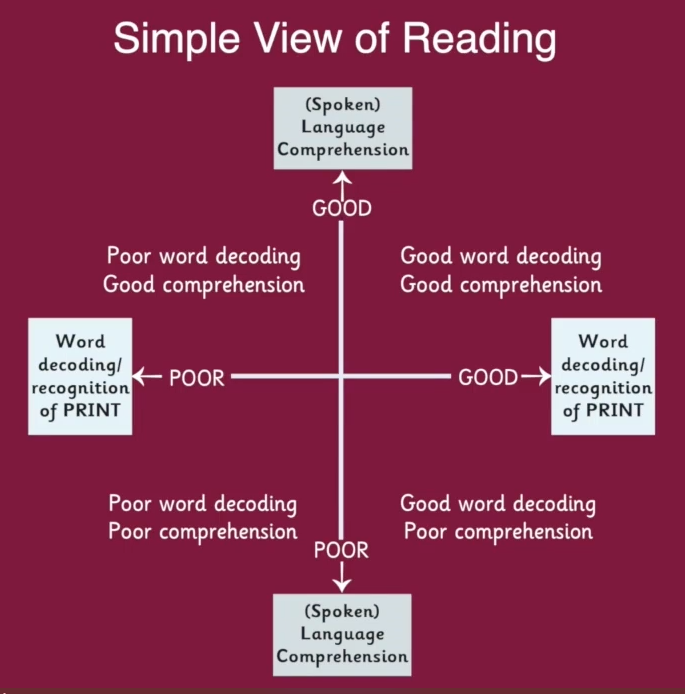 Simple View of Reading
(Spoken)
Language
Comprehension
GOOD
Poor word decoding
Good comprehension
Good word decoding
Good comprehension
Word
decoding/
recognition
of PRINT
POOR
GOOD
Word
decoding/
recognition
of PRINT
Poor word decoding
Poor comprehension
Good word decoding
Poor comprehension
POOR
(Spoken)
Language
Comprehension